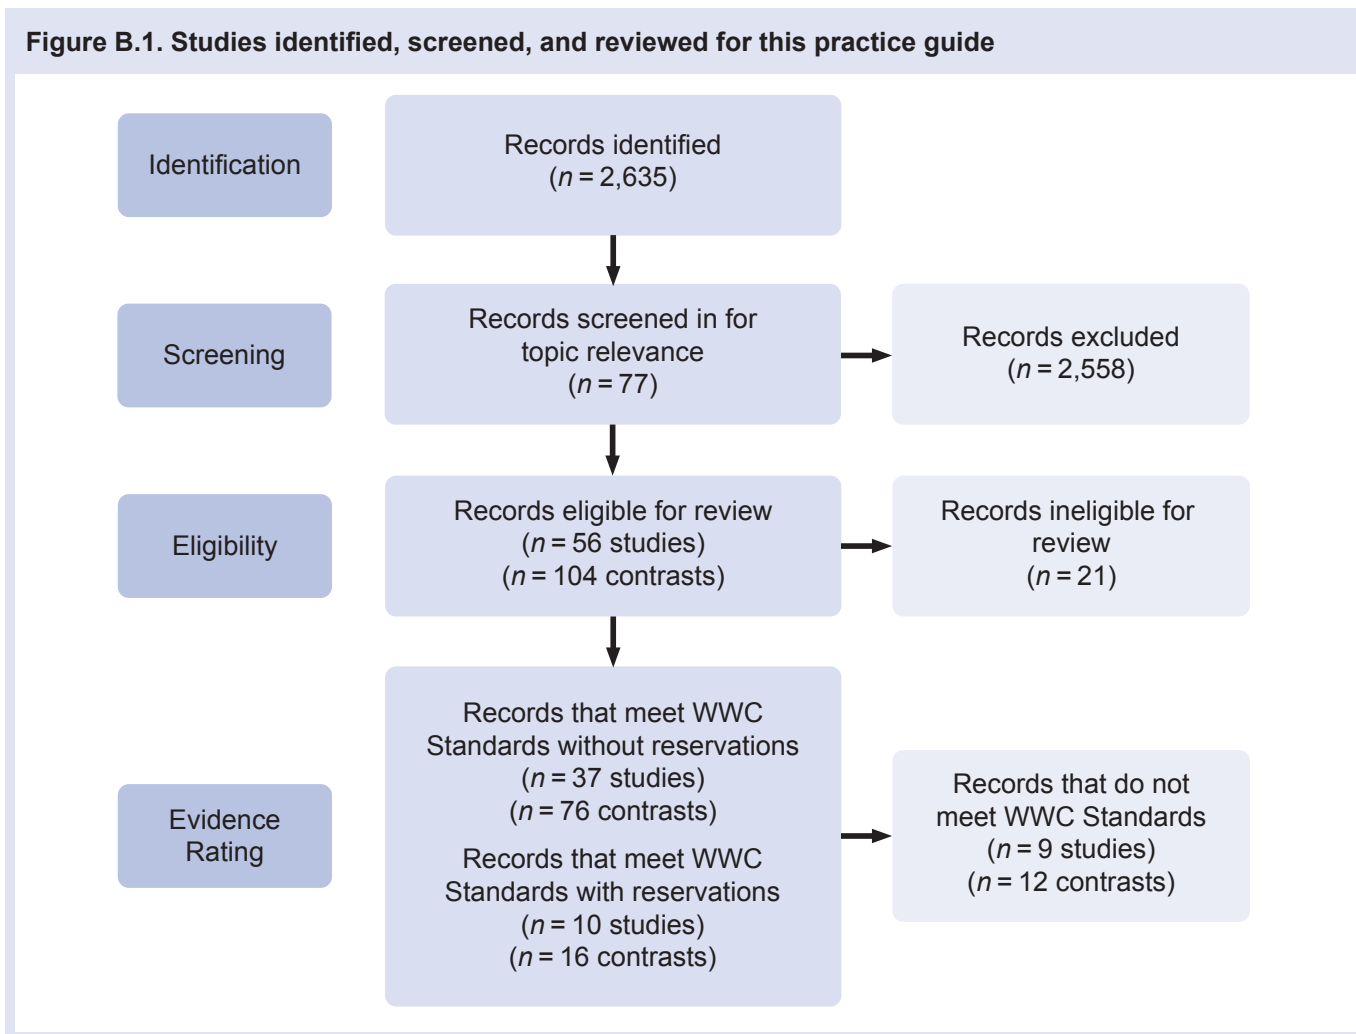 Figure B.1. Studies identified, screened, and reviewed for this practice guide
Identification
Records identified
(n = 2,635)
Screening
Records screened in for
topic relevance
(n = 77)
Records excluded
(n = 2,558)
Eligibility
Records eligible for review
(n = 56 studies)
(n = 104 contrasts)
Records ineligible for
review
(n = 21)
Evidence
Rating
Records that meet WWC
Standards without reservations
(n = 37 studies)
(n = 76 contrasts)
Records that meet WWC
Standards with reservations
(n = 10 studies)
(n = 16 contrasts)
Records that do not
meet WWC Standards
(n = 9 studies)
(n = 12 contrasts)